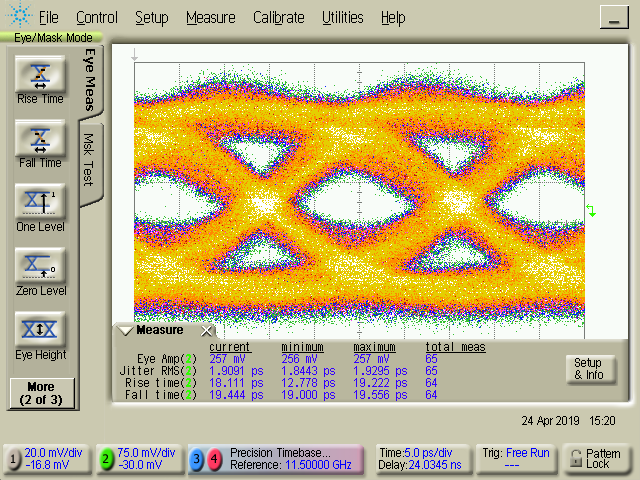 File Control Setup Measure Calibrate Utilities Help
Eye/Mask Mode
Eye Meas
Msk Test
Rise Time
Fall Time
One Level
Zero Level
Eye Height
More
(2 of 3)
Measure
current minimum maximum total meas
Eye Amp(2) 257 mV 256 mV 257 mV 65
Jitter RMS(2) 1.9091 ps 1.8443 ps 1.9295 ps 65
Rise time(2) 18.111 ps 12.778 ps 19.222 ps 64
Fall time(2) 19.444 ps 19.000 ps 19.556 ps 64
Setup
& Info
24 Apr 2019 15:20
1 20.0 mV/div
-16.8 mV
2 75.0 mV/div
-30.0 mV
3 4 Precision Timebase...
Reference: 11.50000 GHz
Time:5.0 ps/div
Delay:24.0345 ns
Trig: Free Run
---
Pattern
Lock